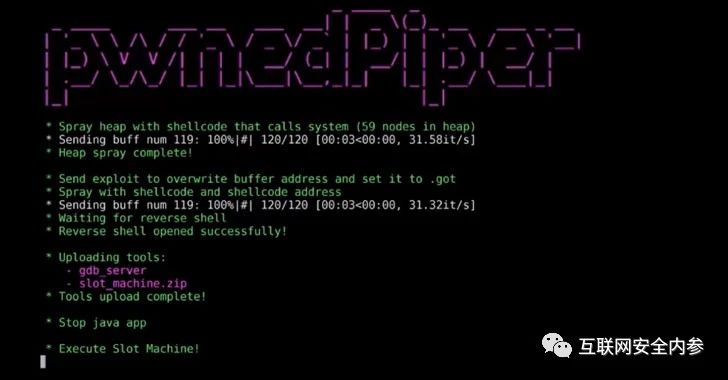 pwnedPiper
* Spray heap with shellcode that calls system (59 nodes in heap)
* Sending buff num 119: 100%|#| 120/120 [00:03<00:00, 31.58it/s]
* Heap spray complete!
* Send exploit to overwrite buffer address and set it to .got
* Spray with shellcode and shellcode address
* Sending buff num 119: 100%|#| 120/120 [00:03<00:00, 31.32it/s]
* Waiting for reverse shell
* Reverse shell opened successfully!
* Uploading tools:
- gdb_server
- slot_machine.zip
* Tools upload complete!
* Stop java app
* Execute Slot Machine!
互联网安全内参